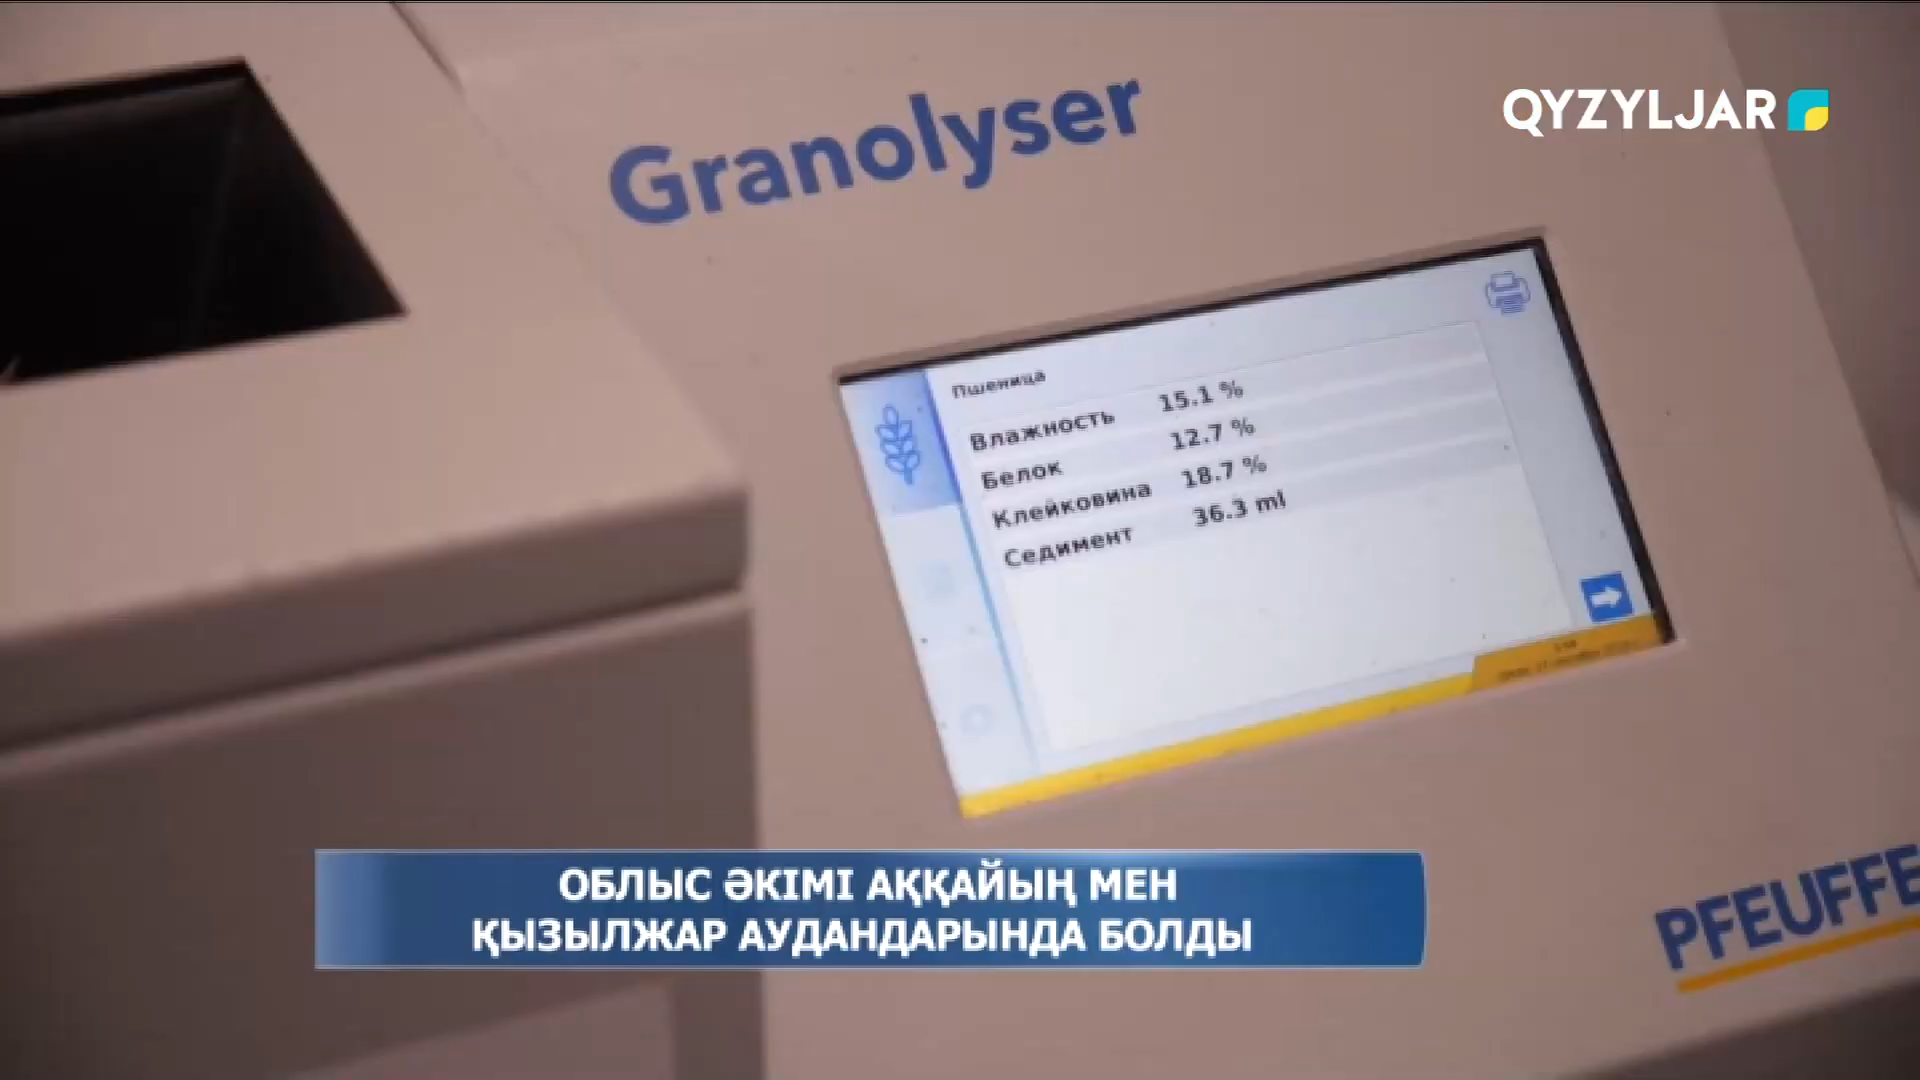 QYZYLJAR
Granolyser
Пшеница
Влажность 15.1 %
Белок 12.7 %
Клейковина 18.7 %
Седимент 36.3 ml
ОБЛЫС ӘКІМІ АҚҚАЙЫҢ МЕН
ҚЫЗЫЛЖАР АУДАНДАРЫНДА БОЛДЫ
PFEUFFE